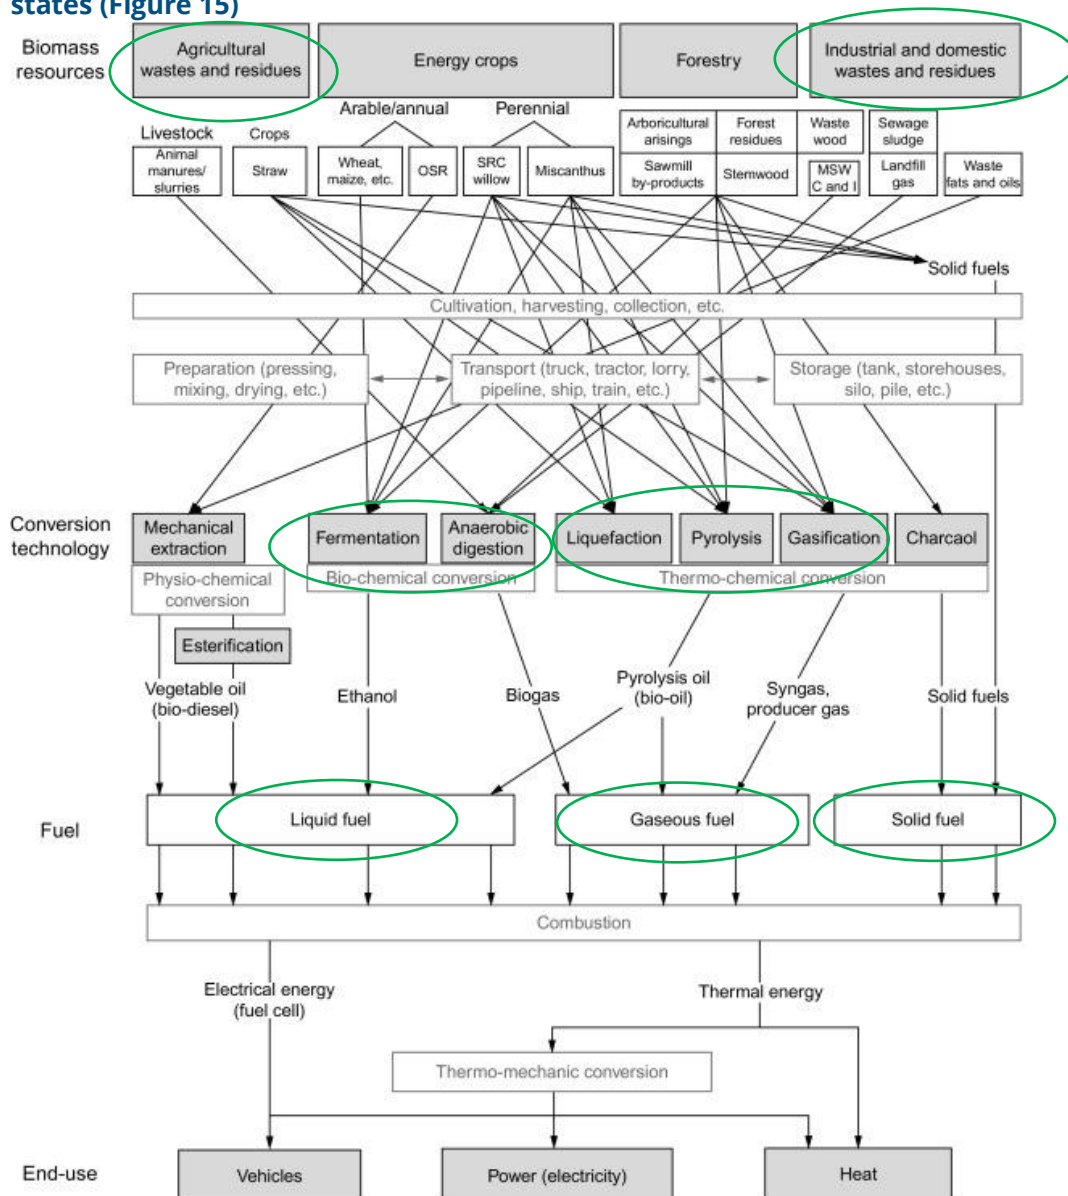 states (Figure 15)
Biomass
resources
Agricultural
wastes and residues
Energy crops
Forestry
Industrial and domestic
wastes and residues
Arable/annual
Perennial
Livestock
Crops
Arboricultural
arisings
Forest
residues
Waste
wood
Sewage
sludge
Animal
manures/
slurries
Straw
Wheat,
maize, etc.
OSR
SRC
willow
Miscanthus
Sawmill
by-products
Stemwood
MSW
C and I
Landfill
gas
Waste
fats and oils
Solid fuels
Cultivation, harvesting, collection, etc.
Preparation (pressing,
mixing, drying, etc.)
Transport (truck, tractor, lorry,
pipeline, ship, train, etc.)
Storage (tank, storehouses,
silo, pile, etc.)
Conversion
technology
Mechanical
extraction
Fermentation
Anaerobic
digestion
Liquefaction
Pyrolysis
Gasification
Charcaol
Physio-chemical
conversion
Bio-chemical conversion
Thermo-chemical conversion
Esterification
Vegetable oil
(bio-diesel)
Ethanol
Biogas
Pyrolysis oil
(bio-oil)
Syngas,
producer gas
Solid fuels
Fuel
Liquid fuel
Gaseous fuel
Solid fuel
Combustion
Electrical energy
(fuel cell)
Thermal energy
Thermo-mechanic conversion
End-use
Vehicles
Power (electricity)
Heat